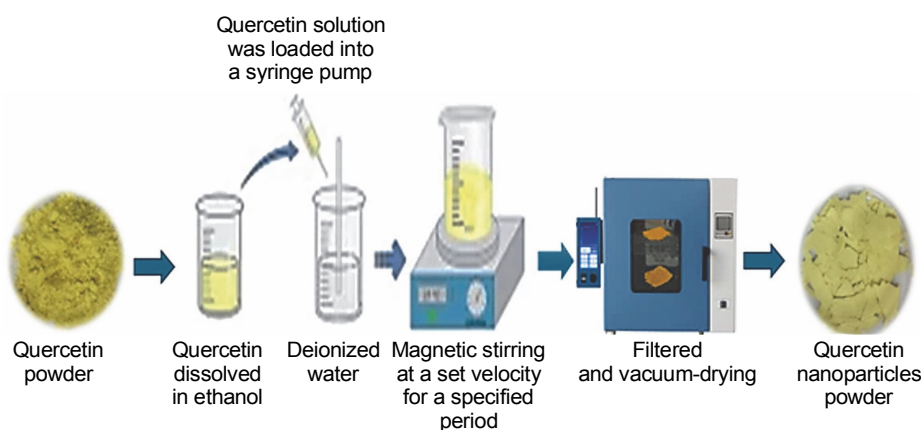 Quercetin solution
was loaded into
a syringe pump
Quercetin
powder
Quercetin
dissolved
in ethanol
Deionized
water
Magnetic stirring
at a set velocity
for a specified
period
Filtered
and vacuum-drying
Quercetin
nanoparticles
powder